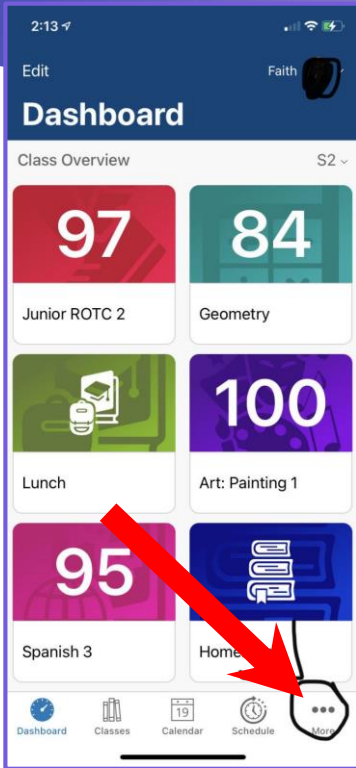 2:13
Edit
Faith
Dashboard
Class Overview
S2
97
84
Junior ROTC 2
Geometry
100
Lunch
Art: Painting 1
95
Spanish 3
Home
19
Dashboard
Classes
Calendar
Schedule
More